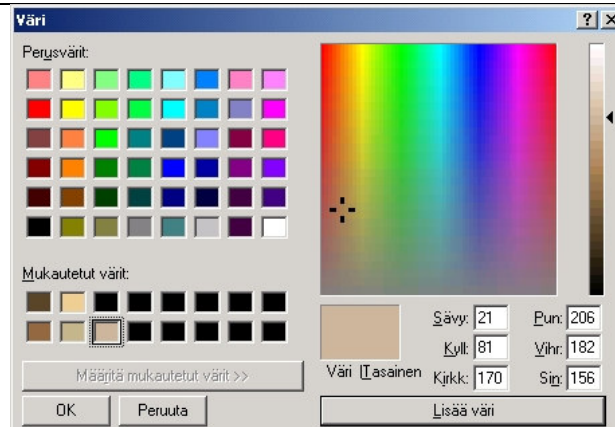 Väri
Perusvärit:
Mukautetut värit:
Määritä mukautetut värit >>
OK
Peruuta
Väri | Tasainen
Sävy: 21
Kyll: 81
Kirkk: 170
Pun: 206
Vihr: 182
Sin: 156
Lisää väri